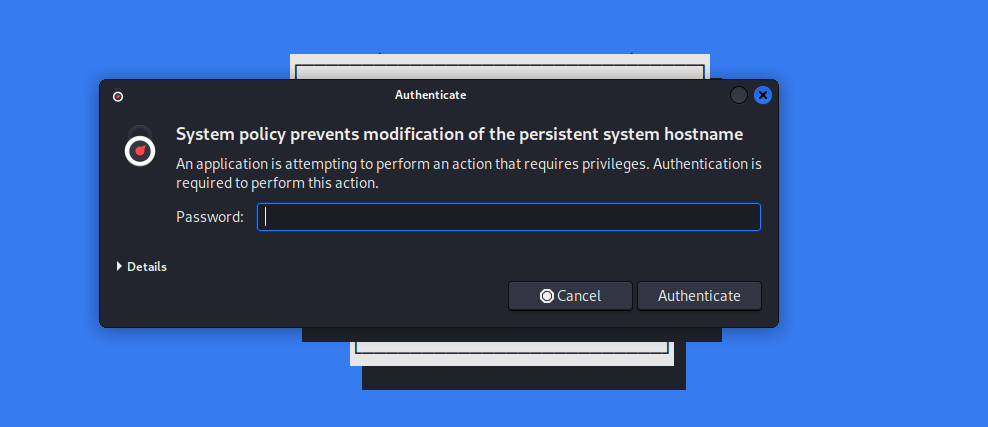 Authenticate
System policy prevents modification of the persistent system hostname
An application is attempting to perform an action that requires privileges. Authentication is
required to perform this action.
Password:
Details
Cancel
Authenticate